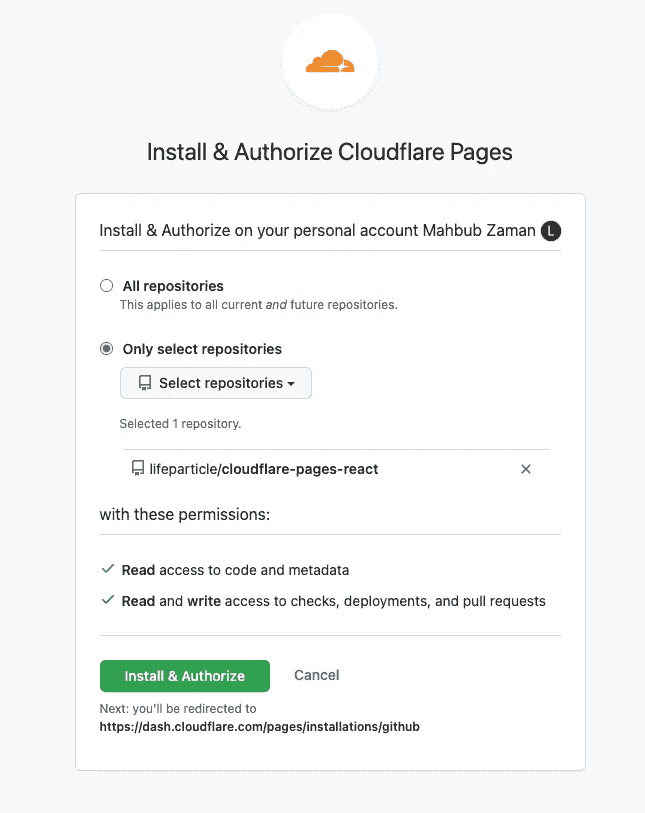 Install & Authorize Cloudflare Pages
Install & Authorize on your personal account Mahbub Zaman L
All repositories
This applies to all current and future repositories.
Only select repositories
Select repositories
Selected 1 repository.
lifeparticle/cloudflare-pages-react
with these permissions:
Read access to code and metadata
Read and write access to checks, deployments, and pull requests
Install & Authorize Cancel
Next: you'll be redirected to
https://dash.cloudflare.com/pages/installations/github